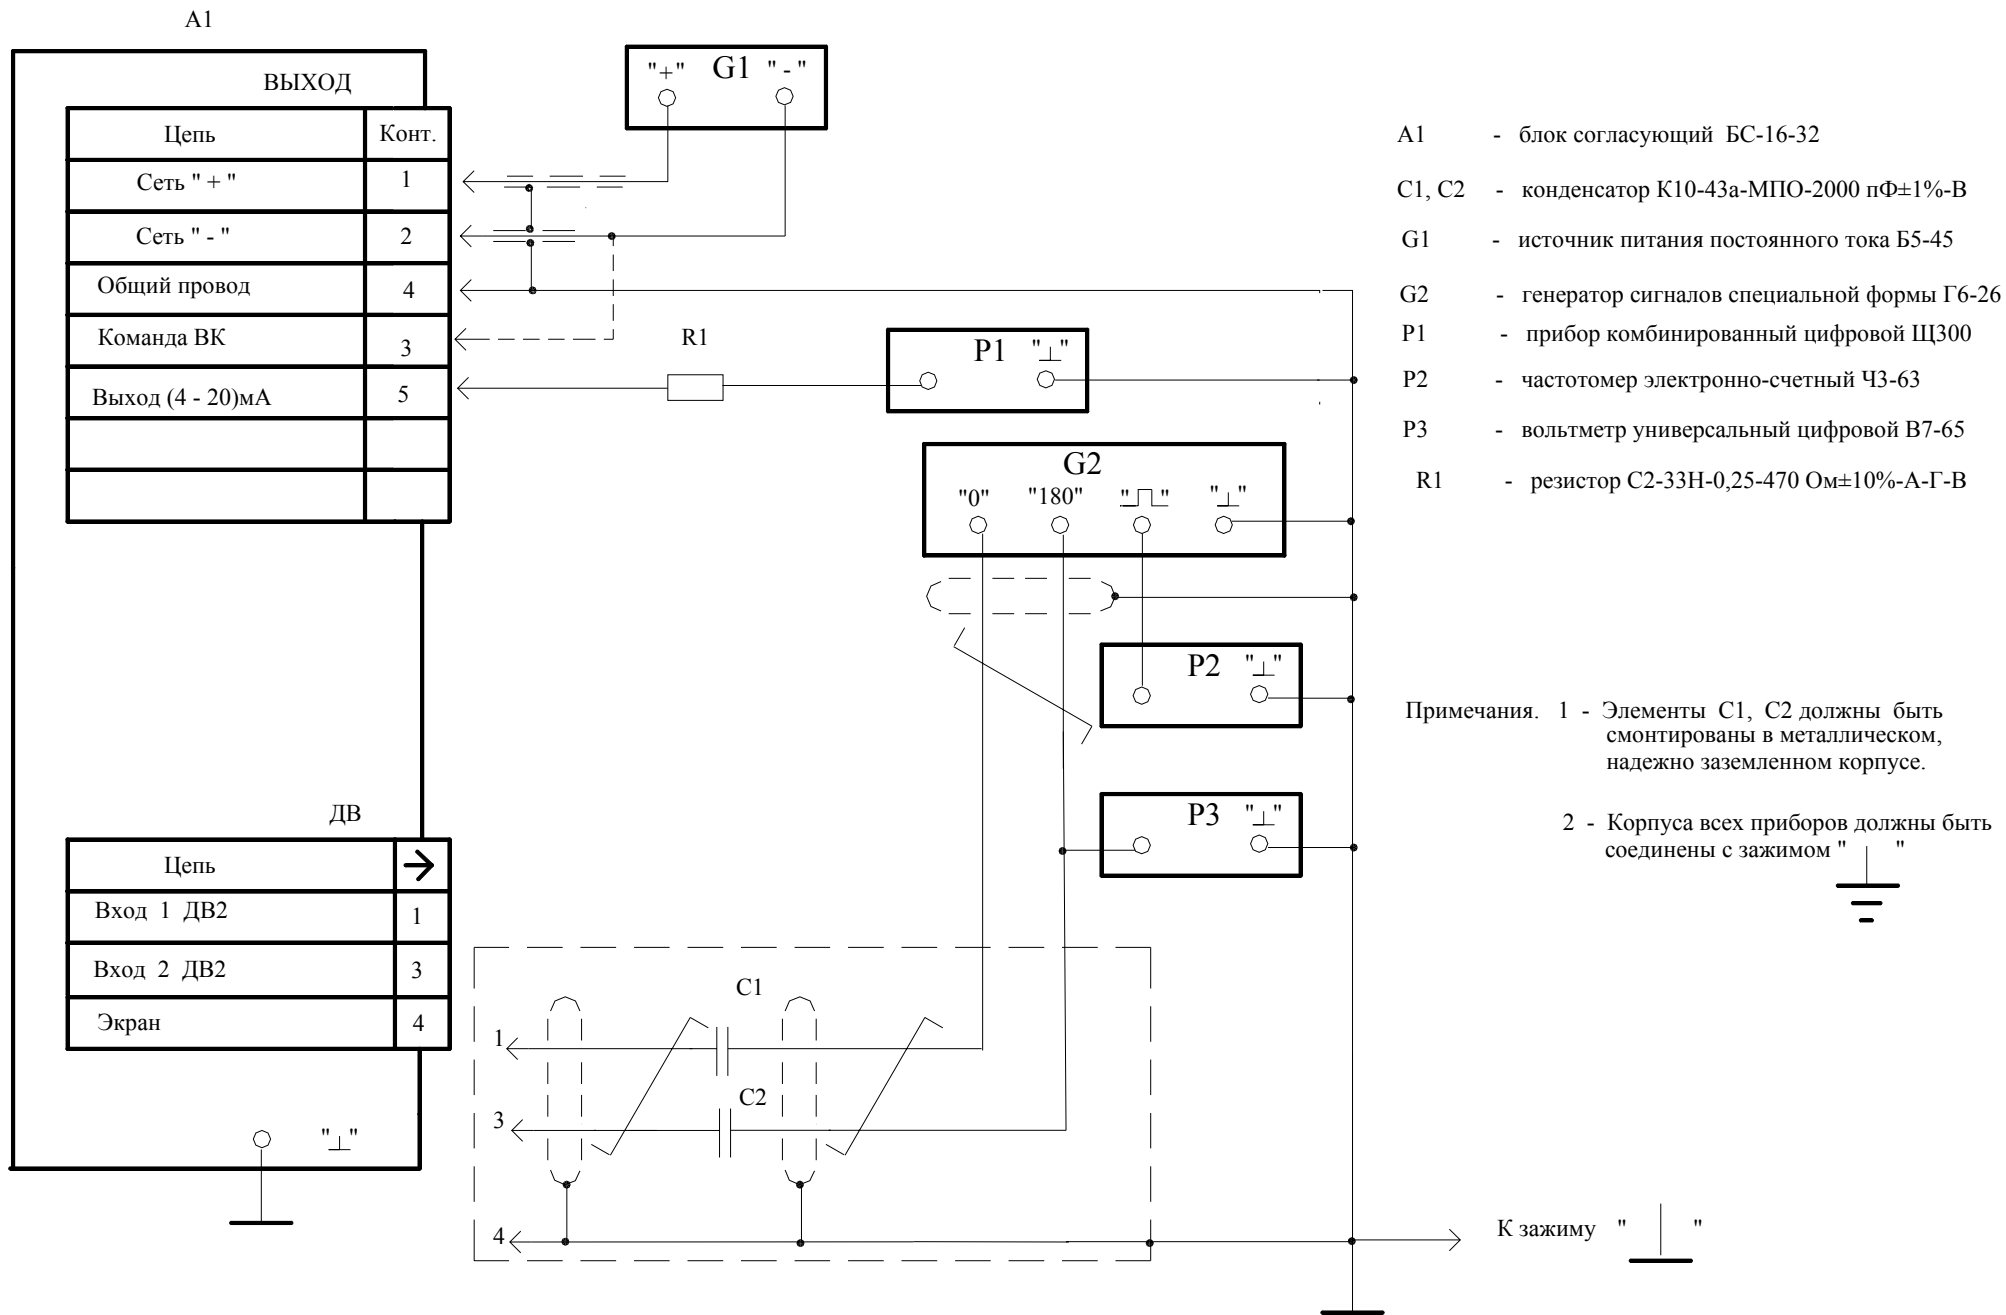 А1
ВЫХОД
Цепь Конт.
Сеть " + " 1
Сеть " - " 2
Общий провод 4
Команда ВК 3
Выход (4 - 20)мА 5
"+" G1 "-"
R1
P1 "⊥"
G2
"0" "180" "⎍" "⊥"
P2 "⊥"
P3 "⊥"
ДВ
Цепь →
Вход 1 ДВ2 1
Вход 2 ДВ2 3
Экран 4
"⊥"
C1
1
C2
3
4
К зажиму " ⊥ "
А1 - блок согласующий БС-16-32
С1, С2 - конденсатор К10-43а-МПО-2000 пФ±1%-В
G1 - источник питания постоянного тока Б5-45
G2 - генератор сигналов специальной формы Г6-26
P1 - прибор комбинированный цифровой Щ300
P2 - частотомер электронно-счетный Ч3-63
P3 - вольтметр универсальный цифровой В7-65
R1 - резистор С2-33Н-0,25-470 Ом±10%-А-Г-В
Примечания. 1 - Элементы С1, С2 должны быть
смонтированы в металлическом,
надежно заземленном корпусе.
2 - Корпуса всех приборов должны быть
соединены с зажимом " ⏚ "